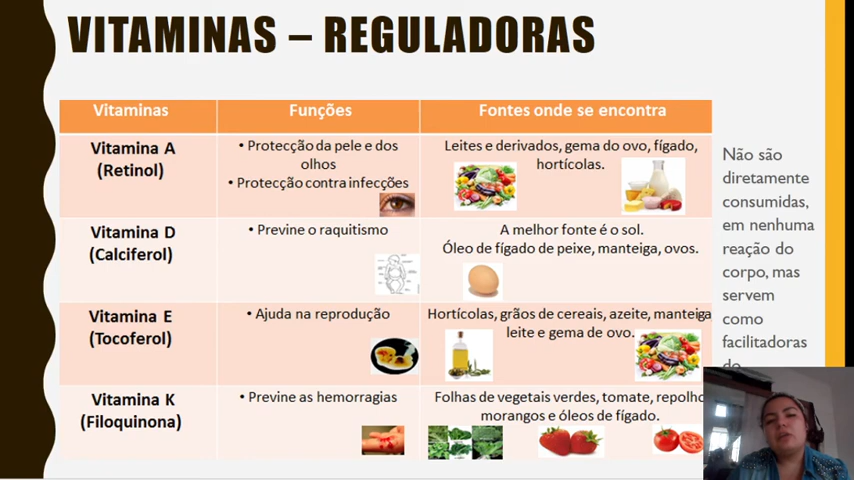 VITAMINAS – REGULADORAS
Vitaminas
Funções
Fontes onde se encontra
Vitamina A
(Retinol)
• Protecção da pele e dos
olhos
• Protecção contra infecções
Leites e derivados, gema do ovo, fígado,
hortícolas.
Vitamina D
(Calciferol)
• Previne o raquitismo
A melhor fonte é o sol.
Óleo de fígado de peixe, manteiga, ovos.
Vitamina E
(Tocoferol)
• Ajuda na reprodução
Hortícolas, grãos de cereais, azeite, manteiga
leite e gema de ovo.
Vitamina K
(Filoquinona)
• Previne as hemorragias
Folhas de vegetais verdes, tomate, repolho
morangos e óleos de fígado.
Não são
diretamente
consumidas,
em nenhuma
reação do
corpo, mas
servem
como
facilitadoras